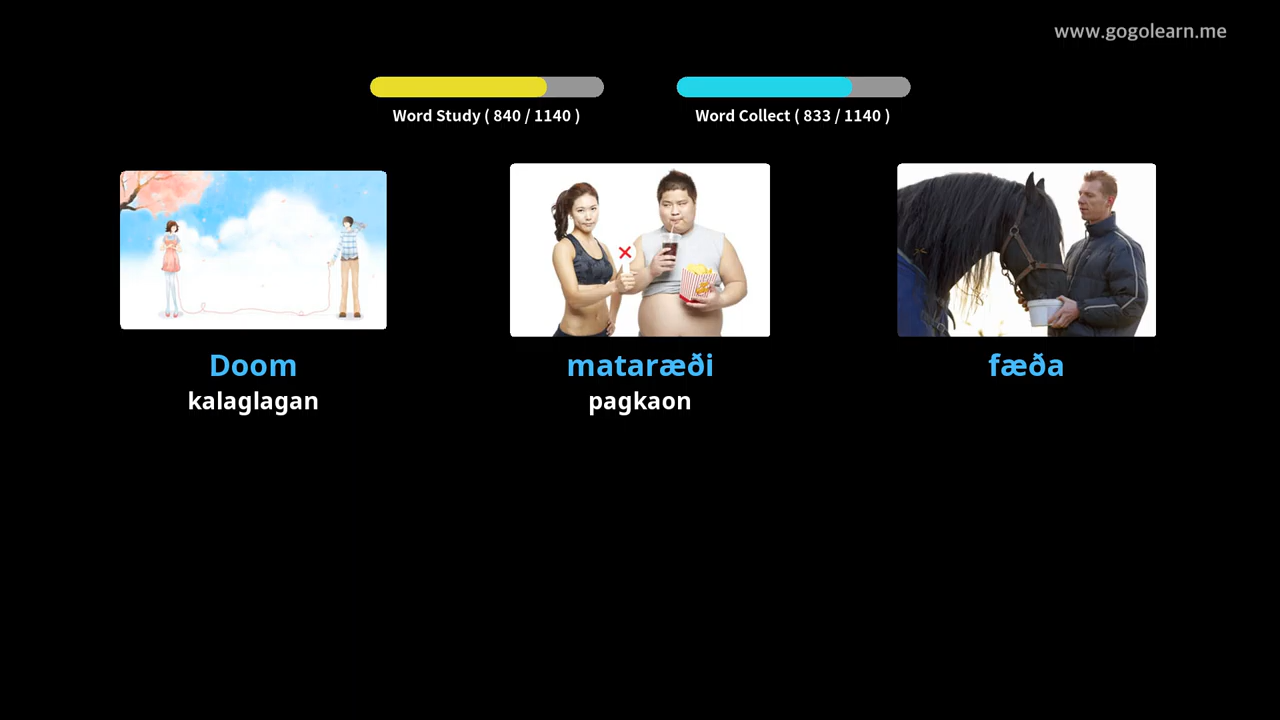 www.gogolearn.me
Word Study ( 840 / 1140 )
Word Collect ( 833 / 1140 )
Doom
kalaglagan
mataræði
pagkaon
fæða